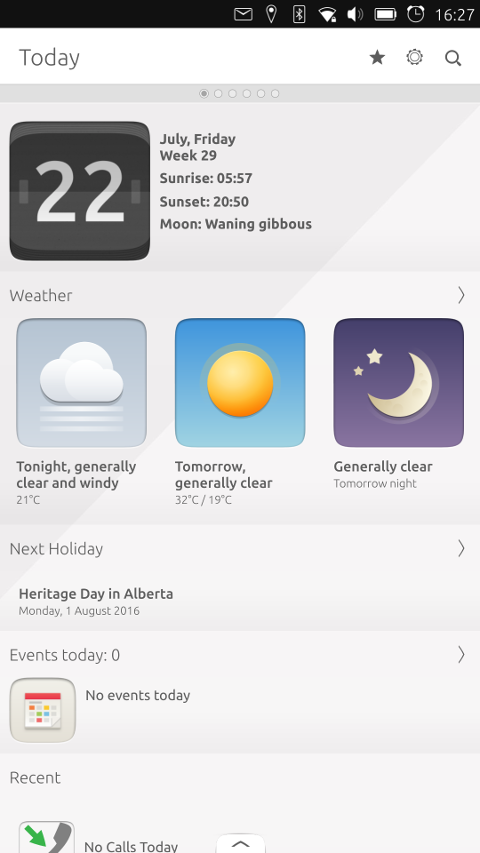 16:27
Today
22
July, Friday
Week 29
Sunrise: 05:57
Sunset: 20:50
Moon: Waning gibbous
Weather
Tonight, generally
clear and windy
21°C
Tomorrow,
generally clear
32°C / 19°C
Generally clear
Tomorrow night
Next Holiday
Heritage Day in Alberta
Monday, 1 August 2016
Events today: 0
No events today
Recent
No Calls Today